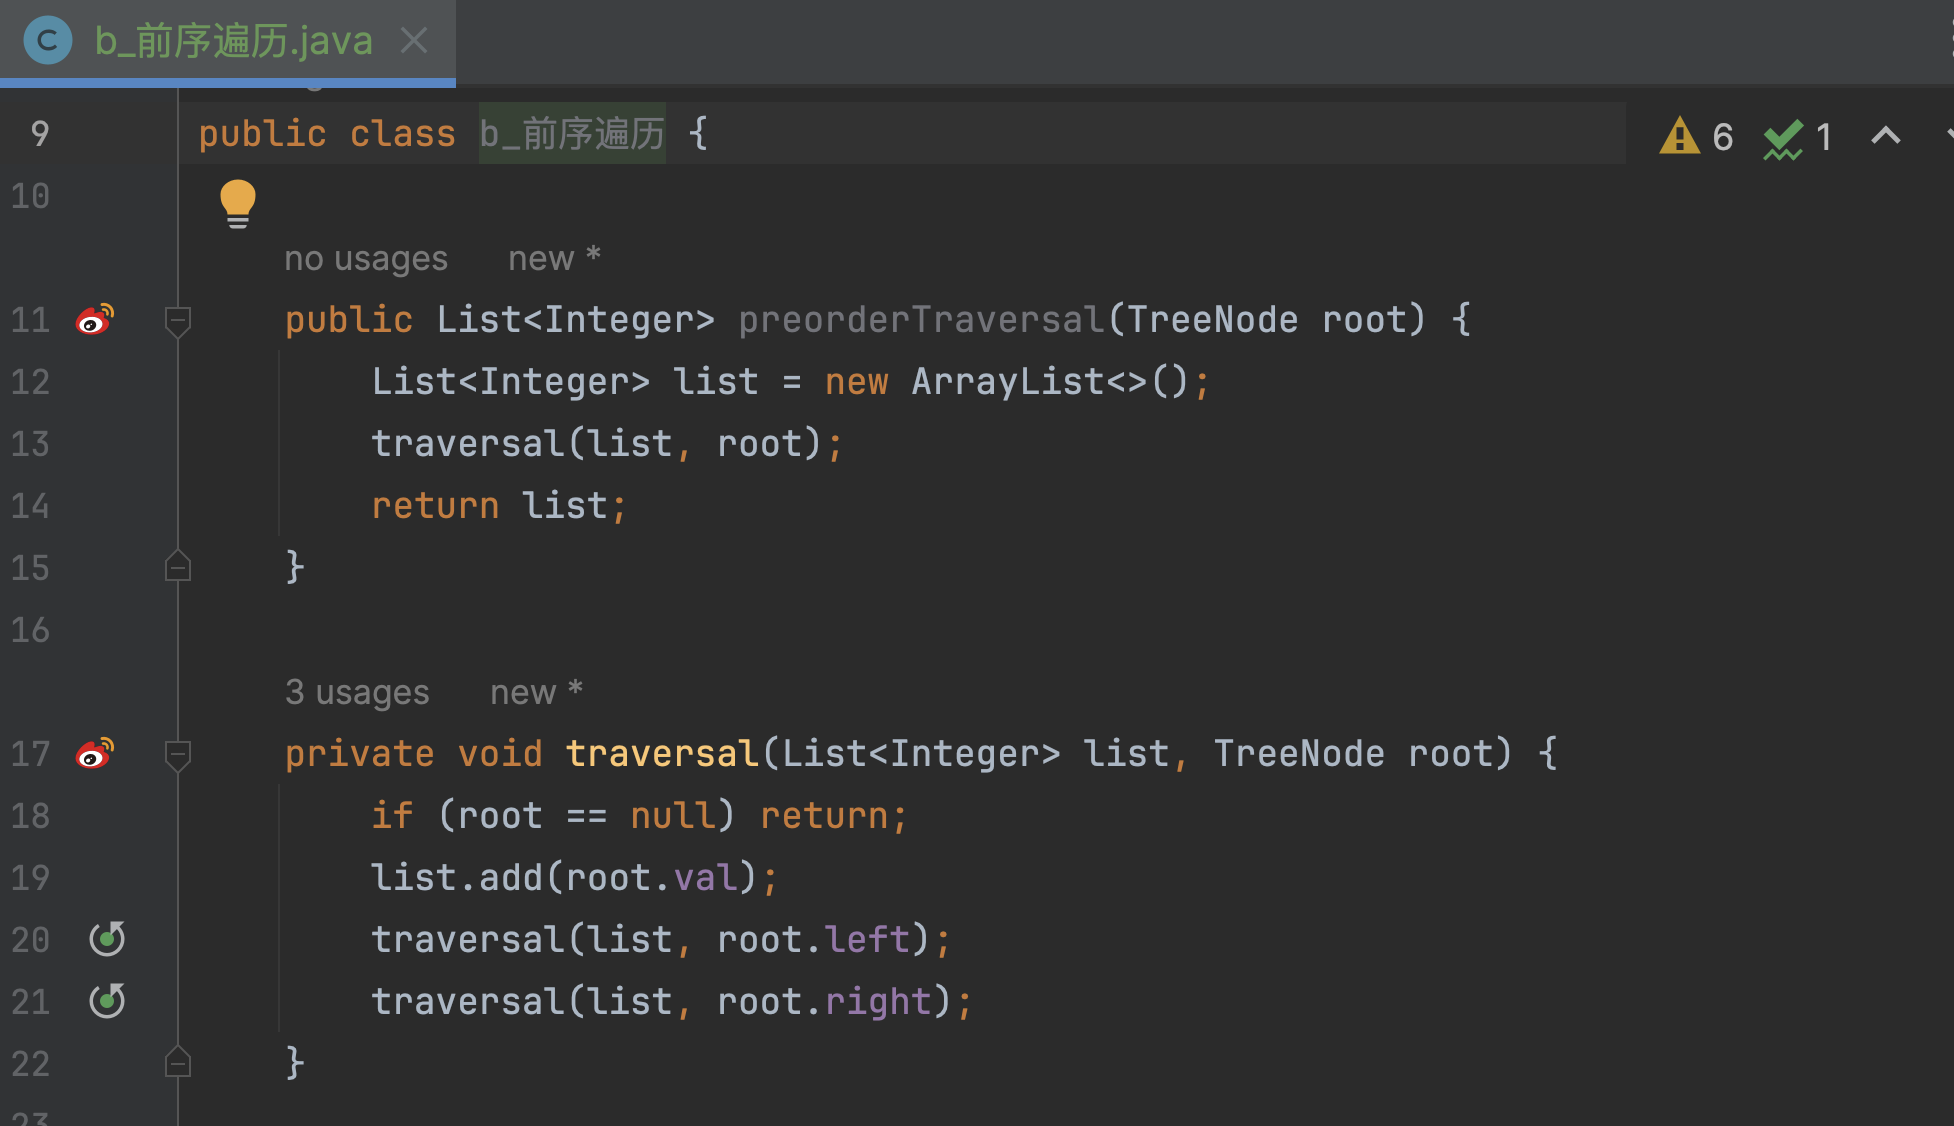 b_前序遍历.java
9 public class b_前序遍历 {
6 1
10
no usages new *
11 public List<Integer> preorderTraversal(TreeNode root) {
12 List<Integer> list = new ArrayList<>();
13 traversal(list, root);
14 return list;
15 }
16
3 usages new *
17 private void traversal(List<Integer> list, TreeNode root) {
18 if (root == null) return;
19 list.add(root.val);
20 traversal(list, root.left);
21 traversal(list, root.right);
22 }
23